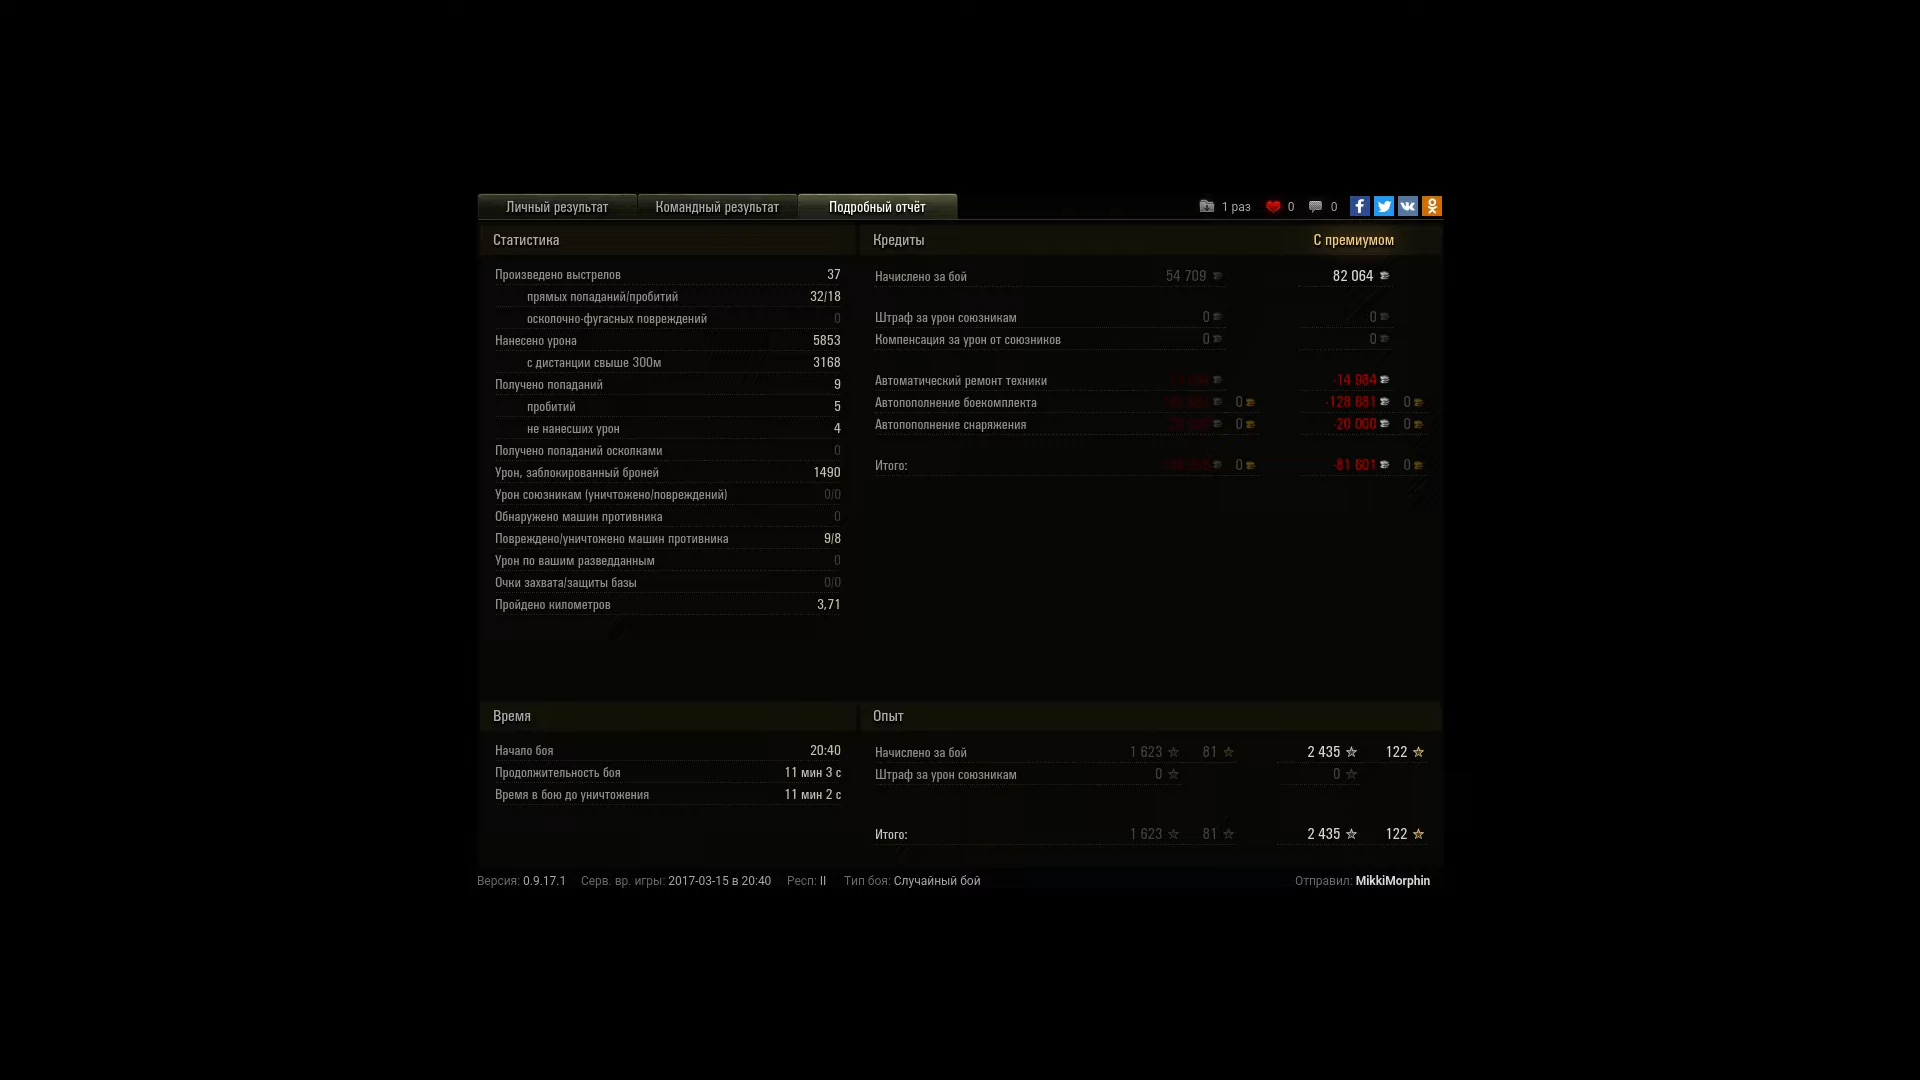 Личный результат Командный результат Подробный отчёт 1 раз 0 0
Статистика
Произведено выстрелов 37
прямых попаданий/пробитий 32/18
осколочно-фугасных повреждений 0
Нанесено урона 5853
с дистанции свыше 300м 3168
Получено попаданий 9
пробитий 5
не нанесших урон 4
Получено попаданий осколками 0
Урон, заблокированный броней 1490
Урон союзникам (уничтожено/повреждений) 0/0
Обнаружено машин противника 0
Повреждено/уничтожено машин противника 9/8
Урон по вашим разведданным 0
Очки захвата/защиты базы 0/0
Пройдено километров 3,71
Кредиты С премиумом
Начислено за бой 54 709 82 064
Штраф за урон союзникам 0 0
Компенсация за урон от союзников 0 0
Автоматический ремонт техники -14 984
Автопополнение боекомплекта 0 -128 681 0
Автопополнение снаряжения 0 -20 000 0
Итого: 0 -81 601 0
Время
Начало боя 20:40
Продолжительность боя 11 мин 3 с
Время в бою до уничтожения 11 мин 2 с
Опыт
Начислено за бой 1 623 81 2 435 122
Штраф за урон союзникам 0 0
Итого: 1 623 81 2 435 122
Версия: 0.9.17.1 Серв. вр. игры: 2017-03-15 в 20:40 Респ: II Тип боя: Случайный бой Отправил: MikkiMorphin